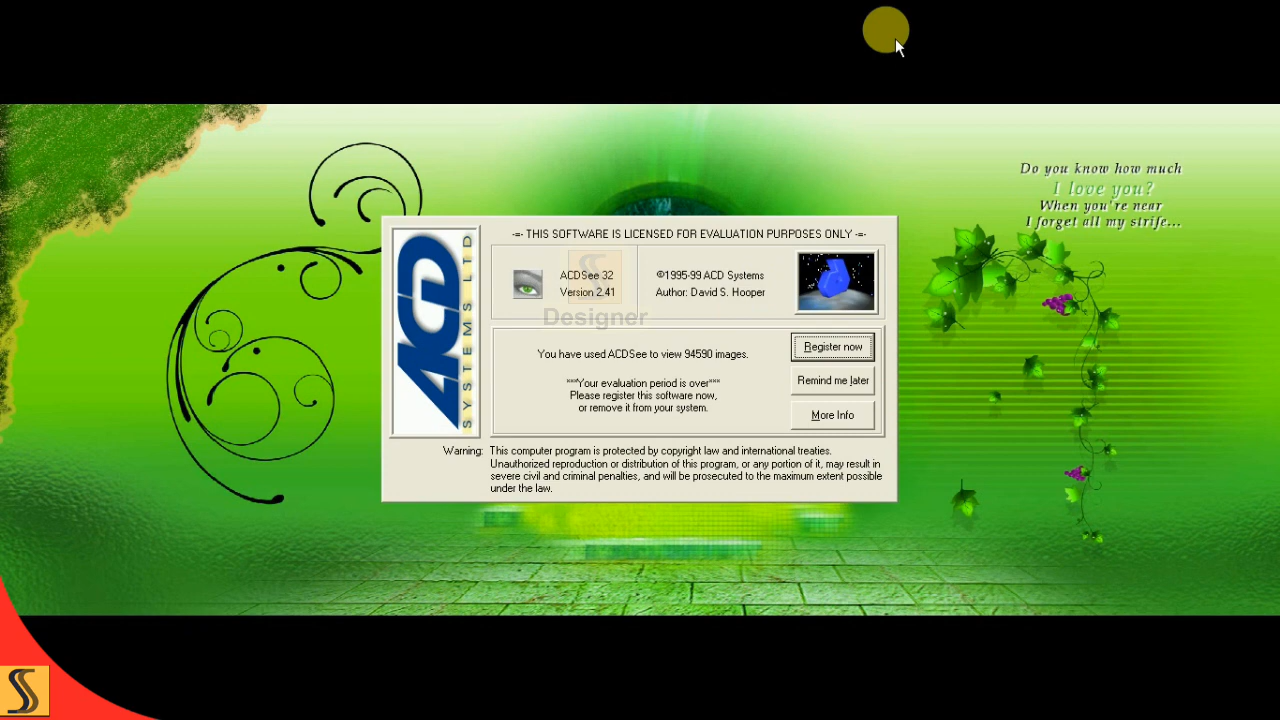 Do you know how much
I love you?
When you're near
I forget all my strife...
-=- THIS SOFTWARE IS LICENSED FOR EVALUATION PURPOSES ONLY -=-
ACD
SYSTEMS LTD
ACDSee 32
Version 2.41
©1995-99 ACD Systems
Author: David S. Hooper
Designer
You have used ACDSee to view 94590 images.
***Your evaluation period is over***
Please register this software now,
or remove it from your system.
Register now
Remind me later
More Info
Warning: This computer program is protected by copyright law and international treaties.
Unauthorized reproduction or distribution of this program, or any portion of it, may result in
severe civil and criminal penalties, and will be prosecuted to the maximum extent possible
under the law.